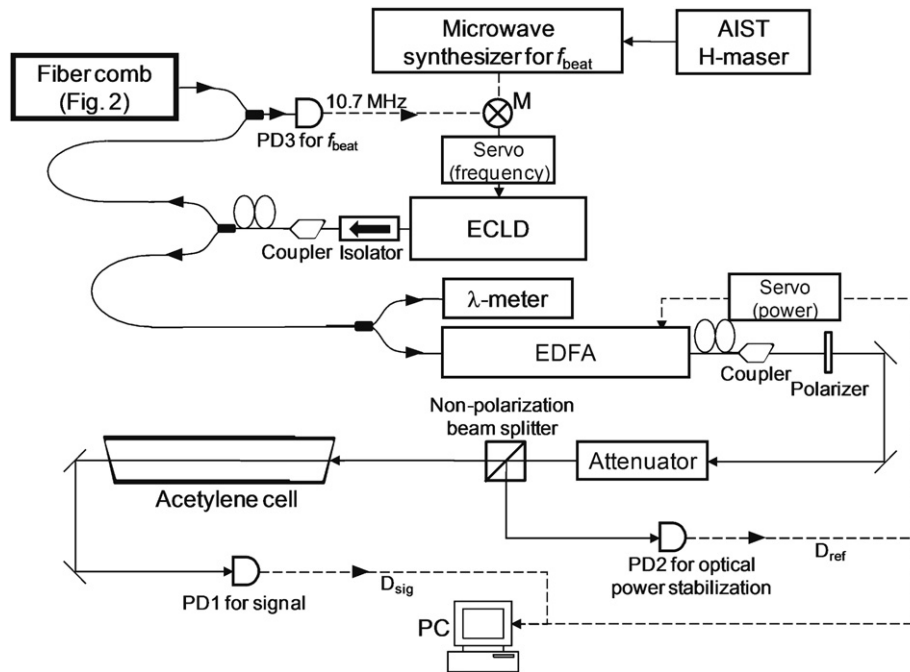 Microwave
synthesizer for fbeat
AIST
H-maser
Fiber comb
(Fig. 2)
10.7 MHz
M
PD3 for fbeat
Servo
(frequency)
ECLD
Coupler
Isolator
λ-meter
Servo
(power)
EDFA
Coupler
Polarizer
Non-polarization
beam splitter
Attenuator
Acetylene cell
PD2 for optical
power stabilization
Dref
PD1 for signal
Dsig
PC